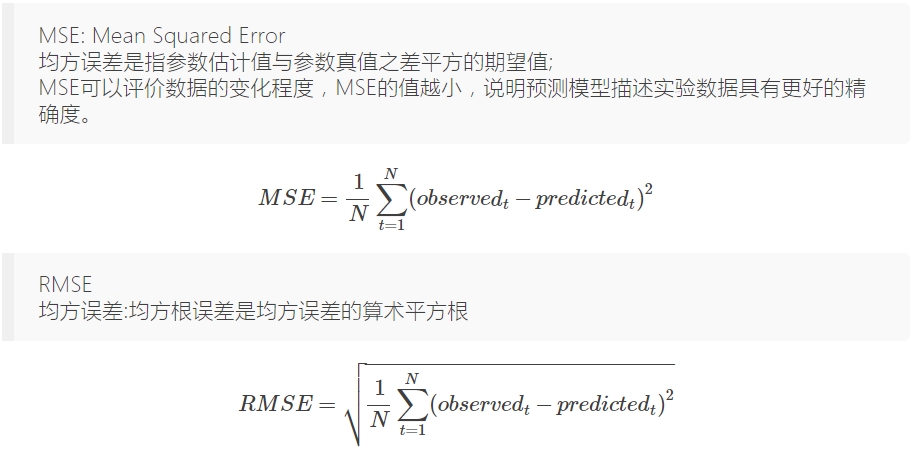 MSE: Mean Squared Error
均方误差是指参数估计值与参数真值之差平方的期望值;
MSE可以评价数据的变化程度，MSE的值越小，说明预测模型描述实验数据具有更好的精
确度。
MSE = \frac{1}{N} \sum_{t=1}^{N} (observed_t - predicted_t)^2
RMSE
均方误差:均方根误差是均方误差的算术平方根
RMSE = \sqrt{\frac{1}{N} \sum_{t=1}^{N} (observed_t - predicted_t)^2}